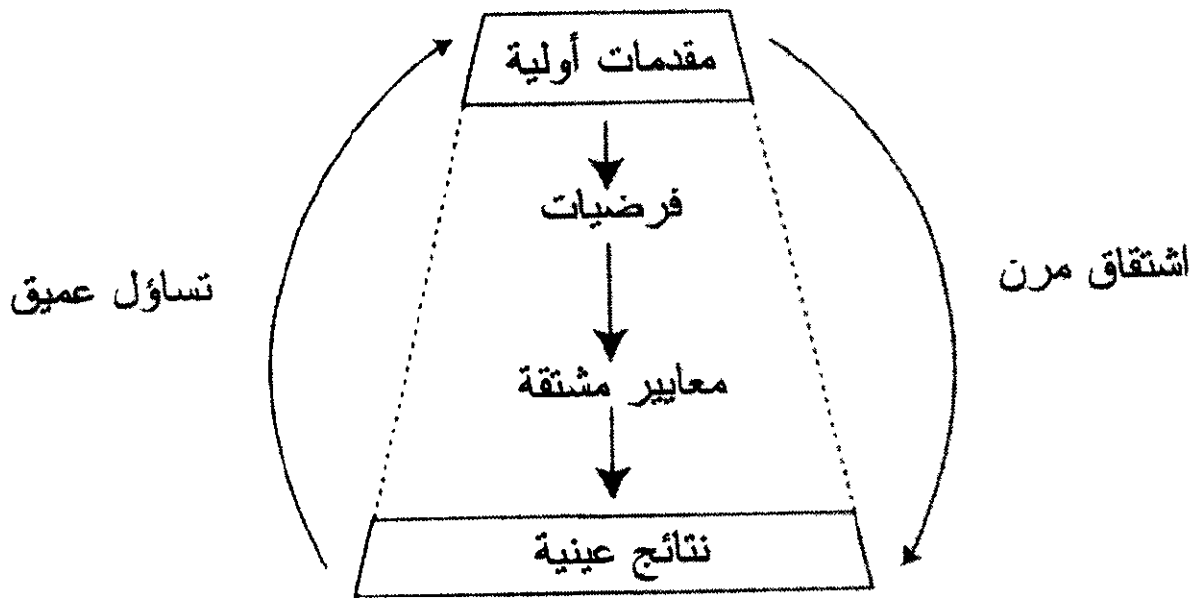 مقدمات أولية
فرضيات
اشتقاق مرن
تساؤل عميق
معايير مشتقة
نتائج عينية